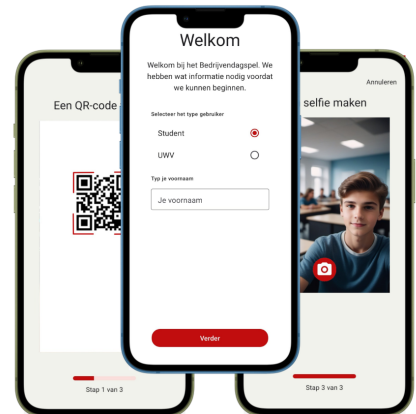 Welkom
Welkom bij het Bedrijvendagspel. We
hebben wat informatie nodig voordat
we kunnen beginnen.
Selecteer het type gebruiker
Student
UWV
Typ je voornaam
Je voornaam
Verder
Een QR-code
Stap 1 van 3
Annuleren
selfie maken
Stap 3 van 3